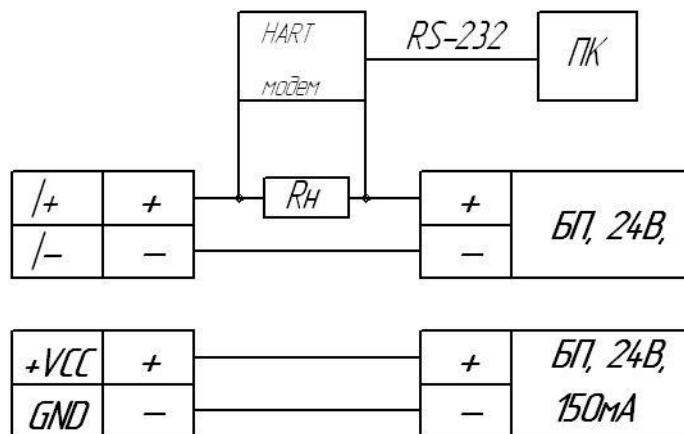 HART
модем
RS-232
ПК
I+ + Rн + БП, 24В,
I- - -
+VCC + + БП, 24В,
GND - - 150мА